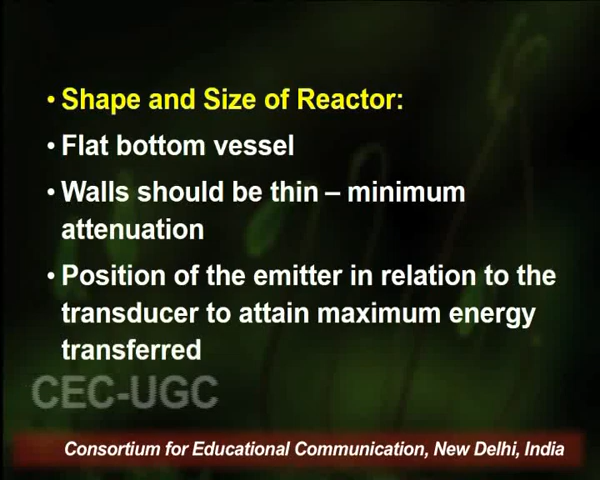 • Shape and Size of Reactor:
• Flat bottom vessel
• Walls should be thin – minimum
attenuation
• Position of the emitter in relation to the
transducer to attain maximum energy
transferred
CEC-UGC
Consortium for Educational Communication, New Delhi, India